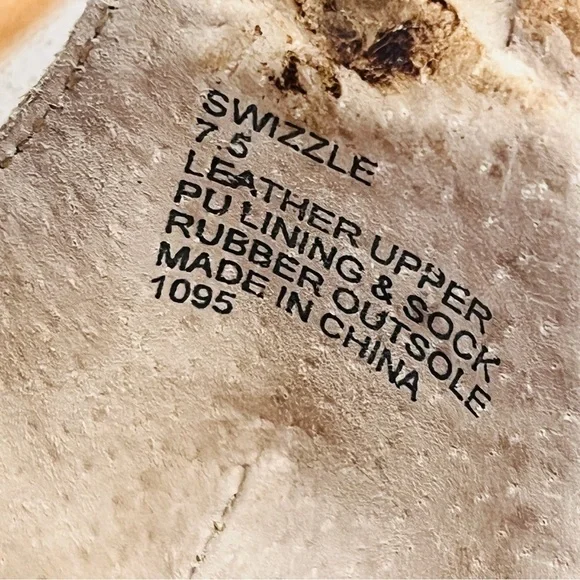 SWIZZLE
7.5
LEATHER UPPER
PU LINING & SOCK
RUBBER OUTSOLE
MADE IN CHINA
1095